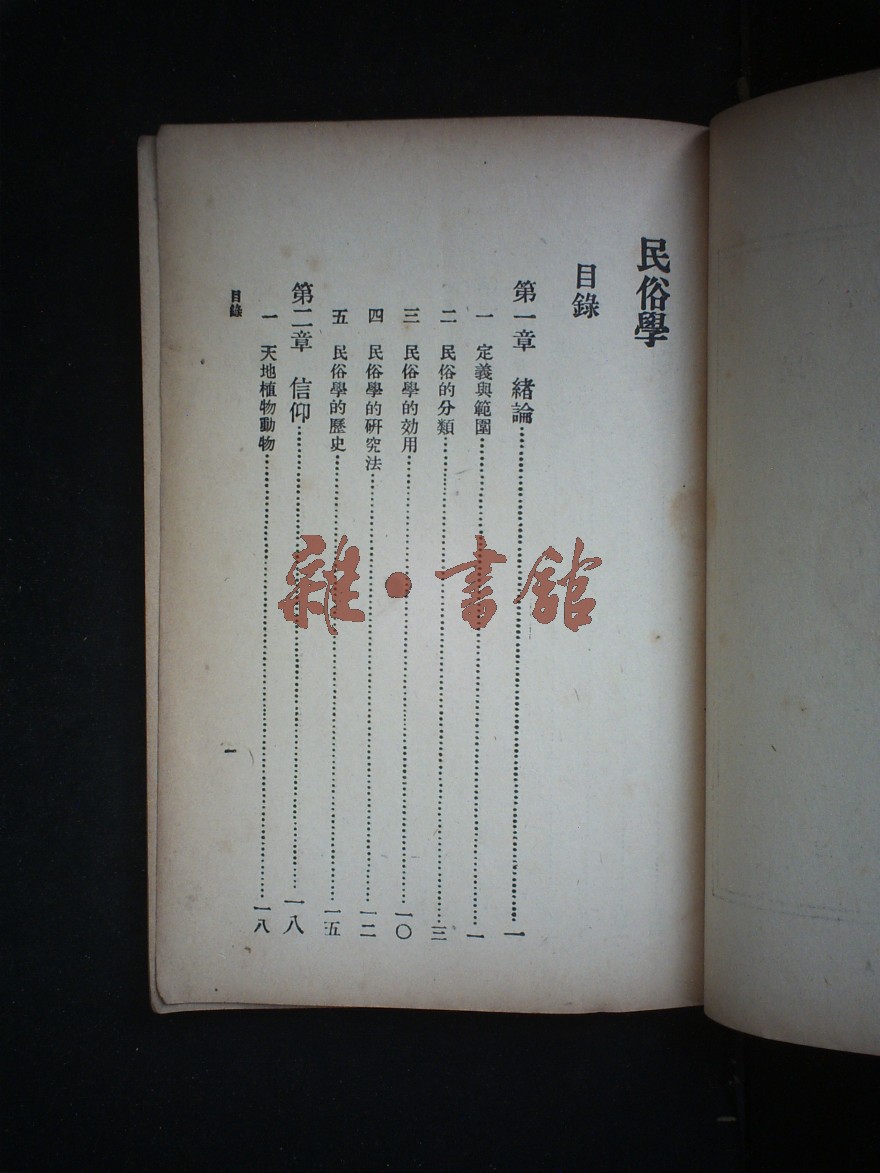 民俗學
目錄
第一章 緒論……一
一 定義與範圍……一
二 民俗的分類……三
三 民俗學的効用……一〇
四 民俗學的研究法……一二
五 民俗學的歷史……一五
第二章 信仰……一八
一 天地植物動物……一八
目錄
一
雜·書館